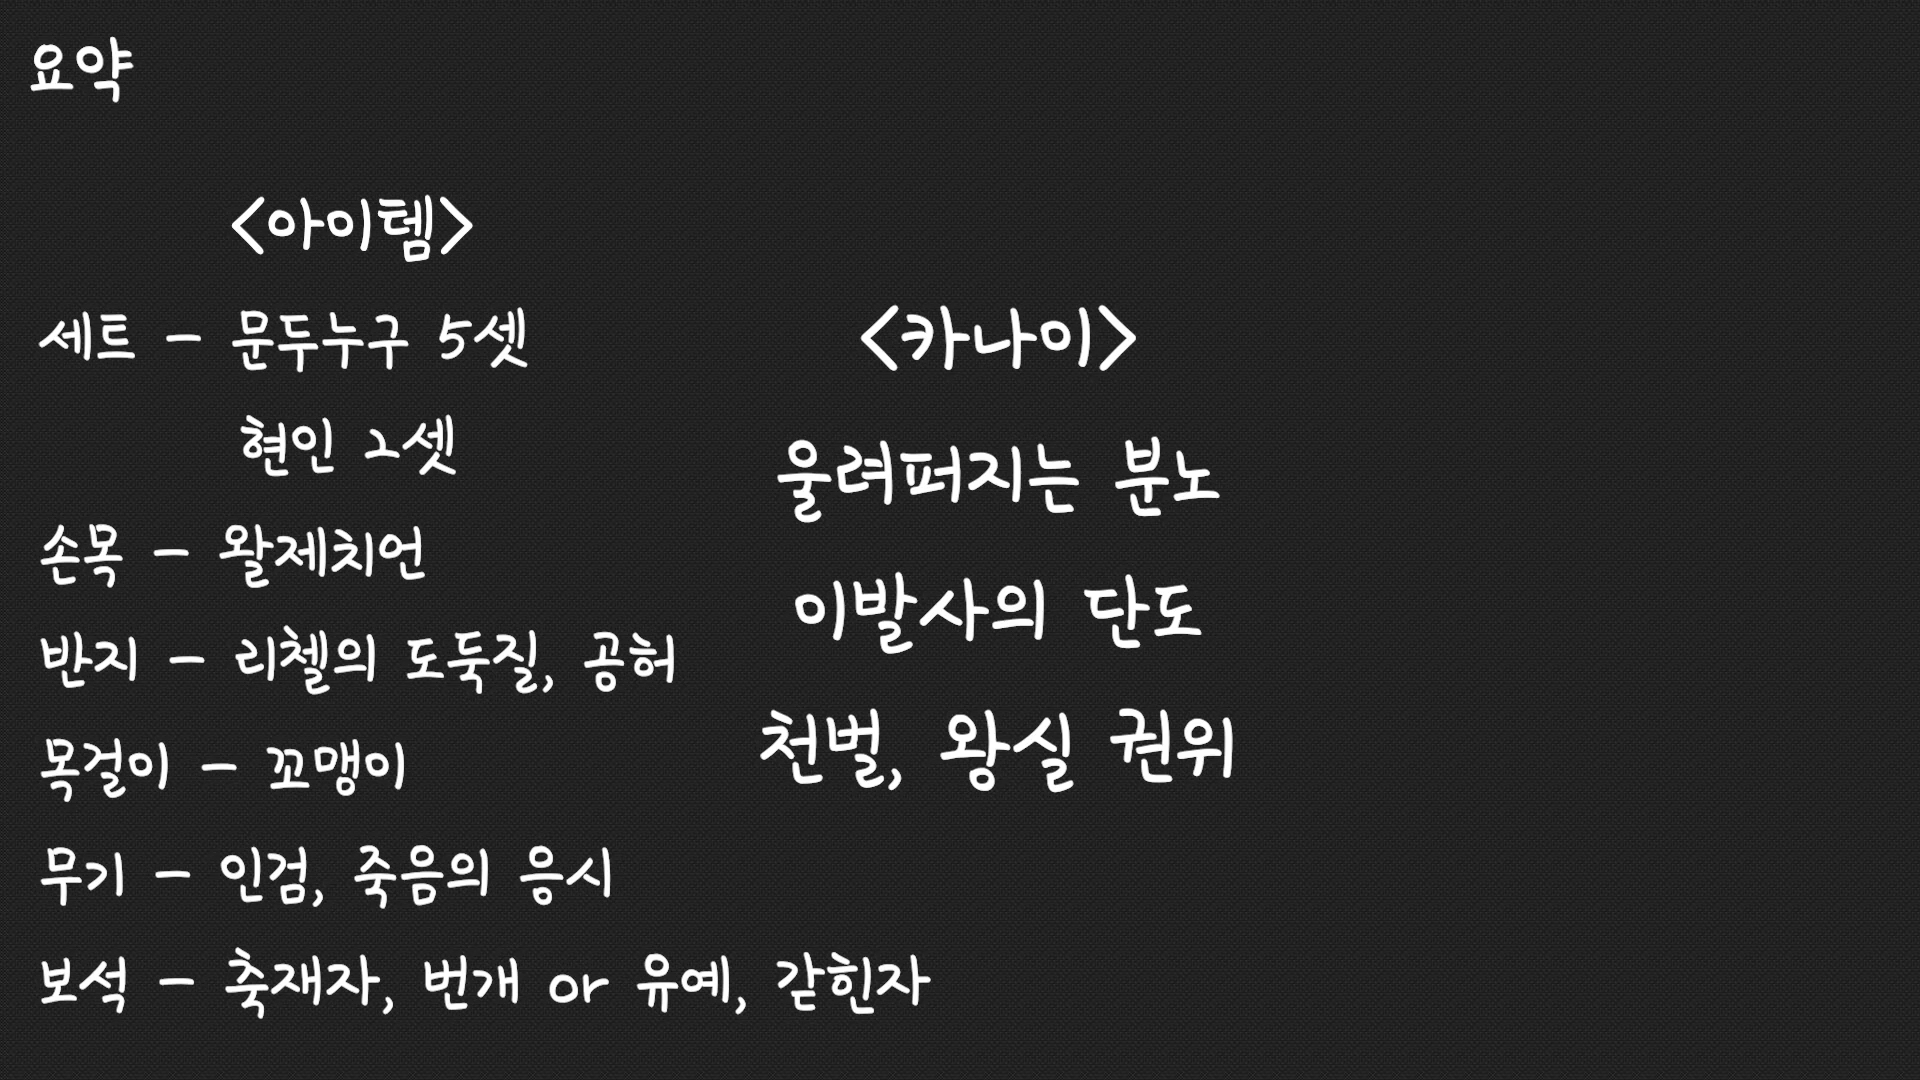 요약
<아이템>
세트 - 문두누구 5셋
현인 2셋
손목 - 왈제치언
반지 - 리첼의 도둑질, 공허
목걸이 - 꼬맹이
무기 - 인검, 죽음의 응시
보석 - 축재자, 번개 or 유예, 갇힌자
<카나이>
울려퍼지는 분노
이발사의 단도
천벌, 왕실 권위